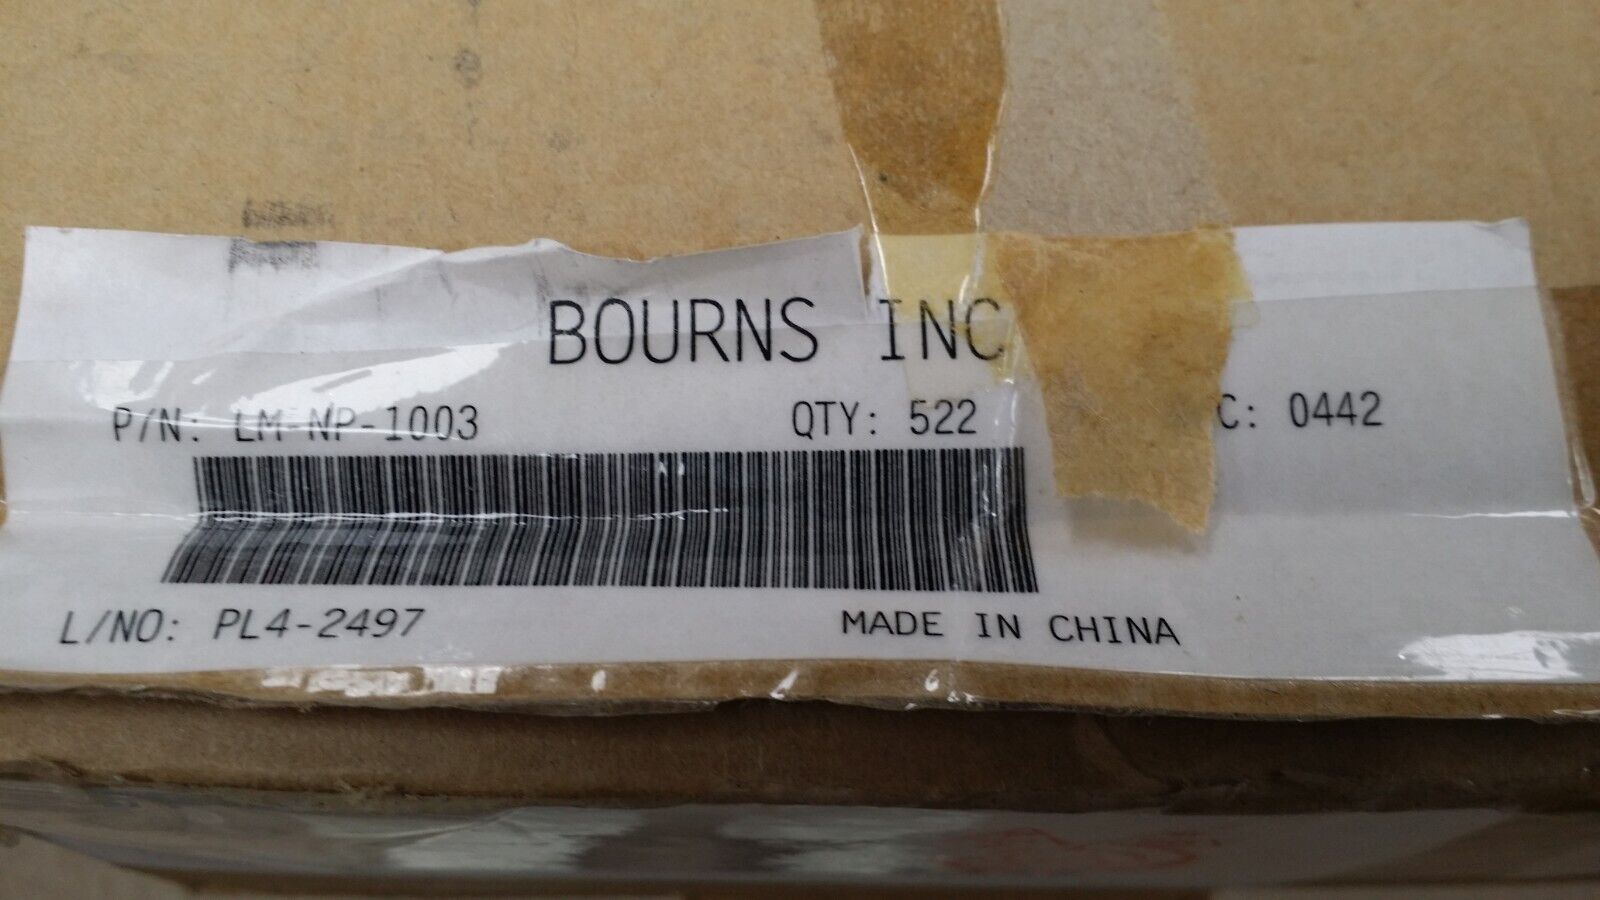 BOURNS INC
P/N: LM-NP-1003 QTY: 522 C: 0442
L/NO: PL4-2497 MADE IN CHINA